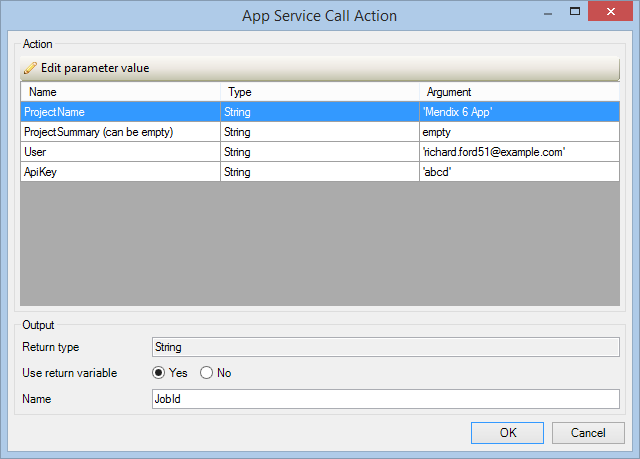 App Service Call Action
Action
Edit parameter value
Name Type Argument
ProjectName String 'Mendix 6 App'
ProjectSummary (can be empty) String empty
User String 'richard.ford51@example.com'
ApiKey String 'abcd'
Output
Return type String
Use return variable Yes No
Name JobId
OK Cancel